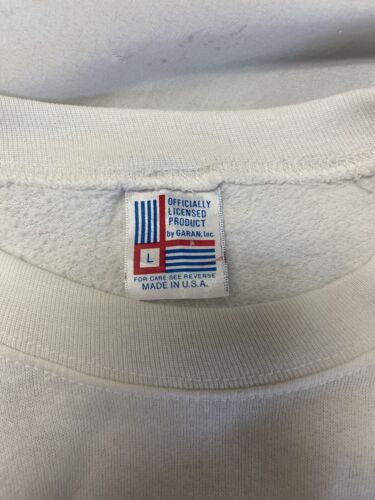 OFFICIALLY
LICENSED
PRODUCT
by GARAN, Inc.
L
FOR CARE SEE REVERSE
MADE IN U.S.A.